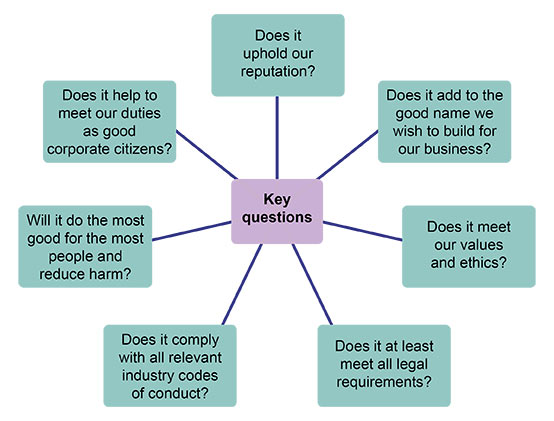 Does it
uphold our
reputation?
Does it help to
meet our duties
as good
corporate citizens?
Does it add to the
good name we
wish to build for
our business?
Key
questions
Will it do the most
good for the most
people and
reduce harm?
Does it meet
our values
and ethics?
Does it comply
with all relevant
industry codes
of conduct?
Does it at least
meet all legal
requirements?